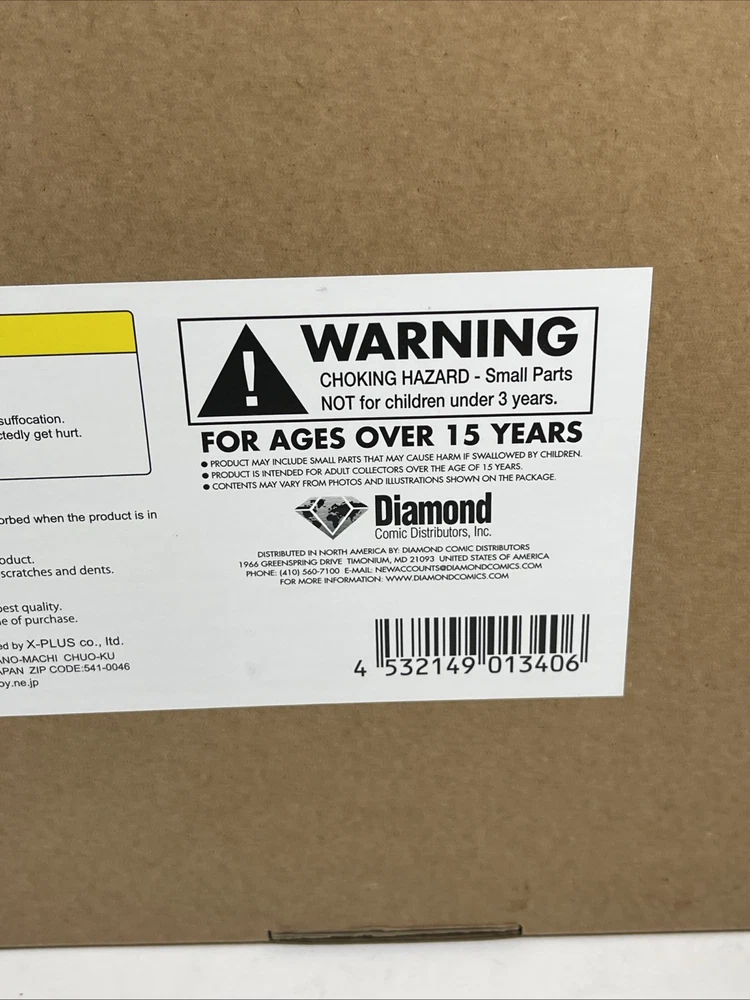 suffocation.
ctedly get hurt.
orbed when the product is in
oduct.
scratches and dents.
best quality.
e of purchase.
ed by X-PLUS co., ltd.
ANO-MACHI CHUO-KU
APAN ZIP CODE:541-0046
oy.ne.jp
! WARNING
CHOKING HAZARD - Small Parts
NOT for children under 3 years.
FOR AGES OVER 15 YEARS
● PRODUCT MAY INCLUDE SMALL PARTS THAT MAY CAUSE HARM IF SWALLOWED BY CHILDREN.
● PRODUCT IS INTENDED FOR ADULT COLLECTORS OVER THE AGE OF 15 YEARS.
● CONTENTS MAY VARY FROM PHOTOS AND ILLUSTRATIONS SHOWN ON THE PACKAGE.
Diamond
Comic Distributors, Inc.
DISTRIBUTED IN NORTH AMERICA BY: DIAMOND COMIC DISTRIBUTORS
1966 GREENSPRING DRIVE TIMONIUM, MD 21093 UNITED STATES OF AMERICA
PHONE: (410) 560-7100 E-MAIL: NEWACCOUNTS@DIAMONDCOMICS.COM
FOR MORE INFORMATION: WWW.DIAMONDCOMICS.COM
4 532149 013406